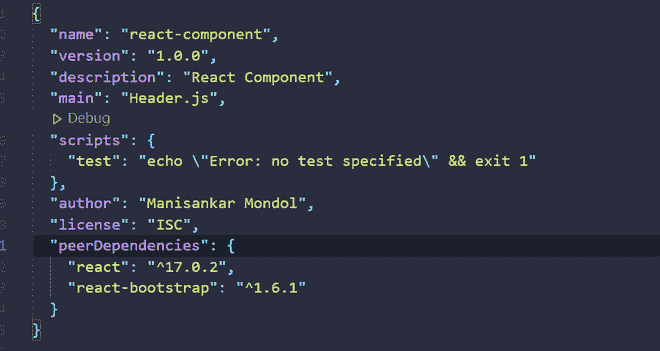 {
"name": "react-component",
"version": "1.0.0",
"description": "React Component",
"main": "Header.js",
Debug
"scripts": {
"test": "echo \"Error: no test specified\" && exit 1"
},
"author": "Manisankar Mondol",
"license": "ISC",
1 "peerDependencies": {
"react": "^17.0.2",
"react-bootstrap": "^1.6.1"
}
}